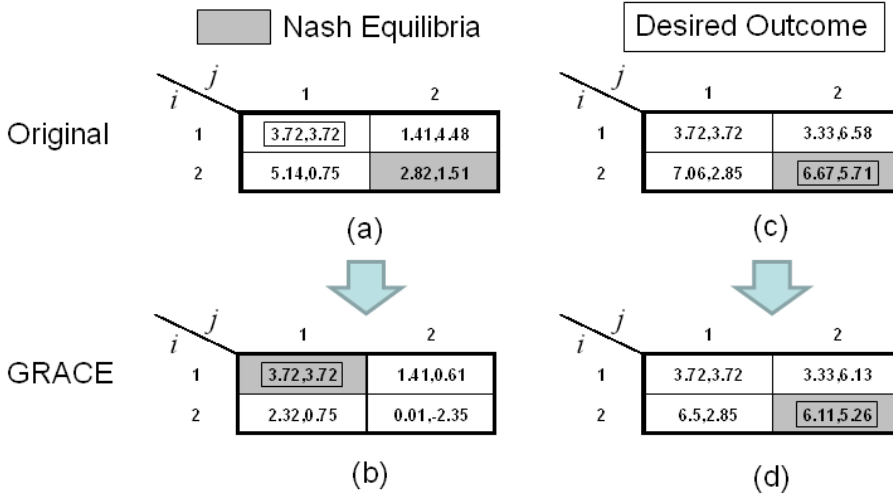 Nash Equilibria
Desired Outcome
Original
j
i
1 2
1 3.72,3.72 1.41,4.48
2 5.14,0.75 2.82,1.51
(a)
j
i
1 2
1 3.72,3.72 3.33,6.58
2 7.06,2.85 6.67,5.71
(c)
GRACE
j
i
1 2
1 3.72,3.72 1.41,0.61
2 2.32,0.75 0.01,-2.35
(b)
j
i
1 2
1 3.72,3.72 3.33,6.13
2 6.5,2.85 6.11,5.26
(d)